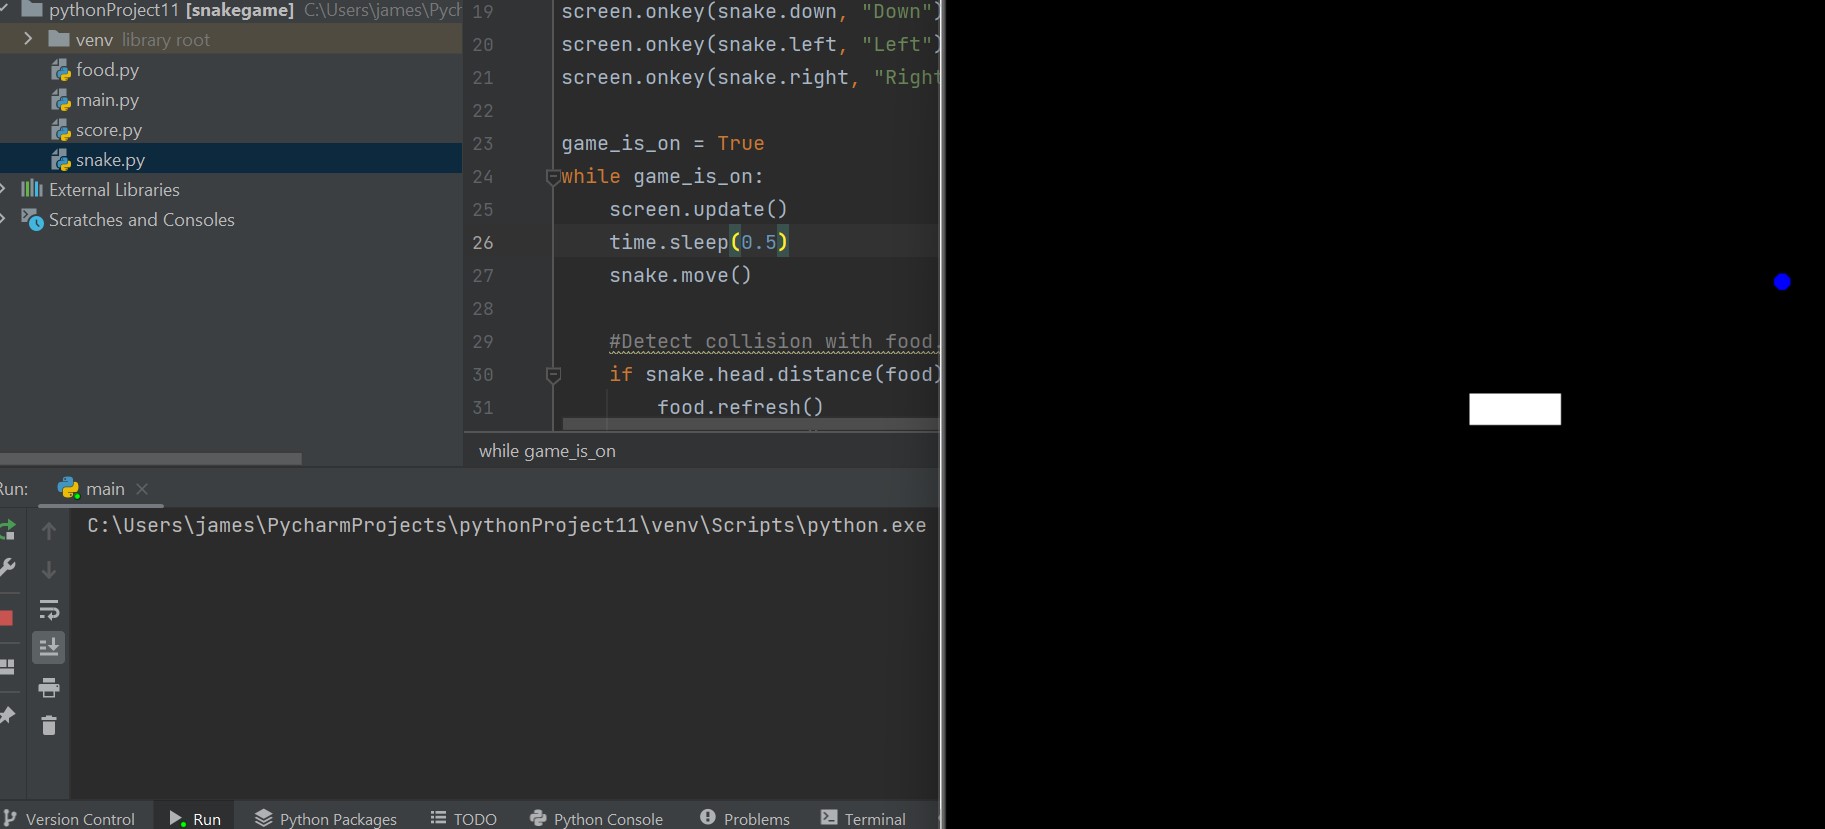 pythonProject11 [snakegame] C:\Users\james\Pych
venv library root
food.py
main.py
score.py
snake.py
External Libraries
Scratches and Consoles
19 screen.onkey(snake.down, "Down")
20 screen.onkey(snake.left, "Left")
21 screen.onkey(snake.right, "Right
22
23 game_is_on = True
24 while game_is_on:
25 screen.update()
26 time.sleep(0.5)
27 snake.move()
28
29 #Detect collision with food.
30 if snake.head.distance(food)
31 food.refresh()
while game_is_on
Run: main
C:\Users\james\PycharmProjects\pythonProject11\venv\Scripts\python.exe
Version Control Run Python Packages TODO Python Console Problems Terminal